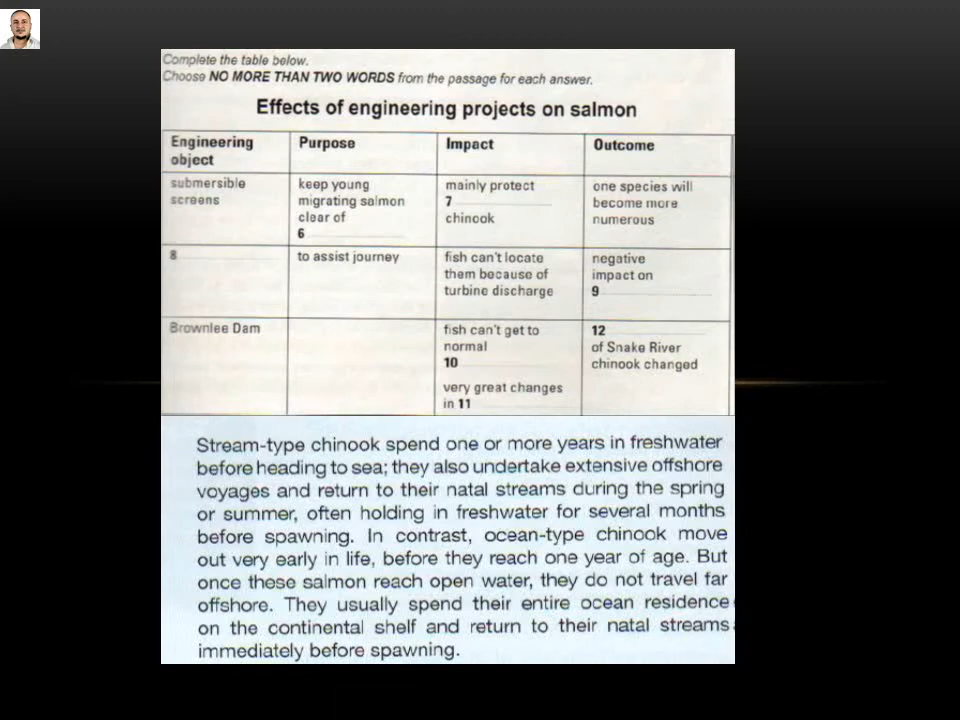 Complete the table below.
Choose NO MORE THAN TWO WORDS from the passage for each answer.
Effects of engineering projects on salmon
Engineering object
Purpose
Impact
Outcome
submersible
screens
keep young
migrating salmon
clear of
6
mainly protect
7
chinook
one species will
become more
numerous
8
to assist journey
fish can't locate
them because of
turbine discharge
negative
impact on
9
Brownlee Dam
fish can't get to
normal
10
very great changes
in 11
12
of Snake River
chinook changed
Stream-type chinook spend one or more years in freshwater
before heading to sea; they also undertake extensive offshore
voyages and return to their natal streams during the spring
or summer, often holding in freshwater for several months
before spawning. In contrast, ocean-type chinook move
out very early in life, before they reach one year of age. But
once these salmon reach open water, they do not travel far
offshore. They usually spend their entire ocean residence
on the continental shelf and return to their natal streams
immediately before spawning.